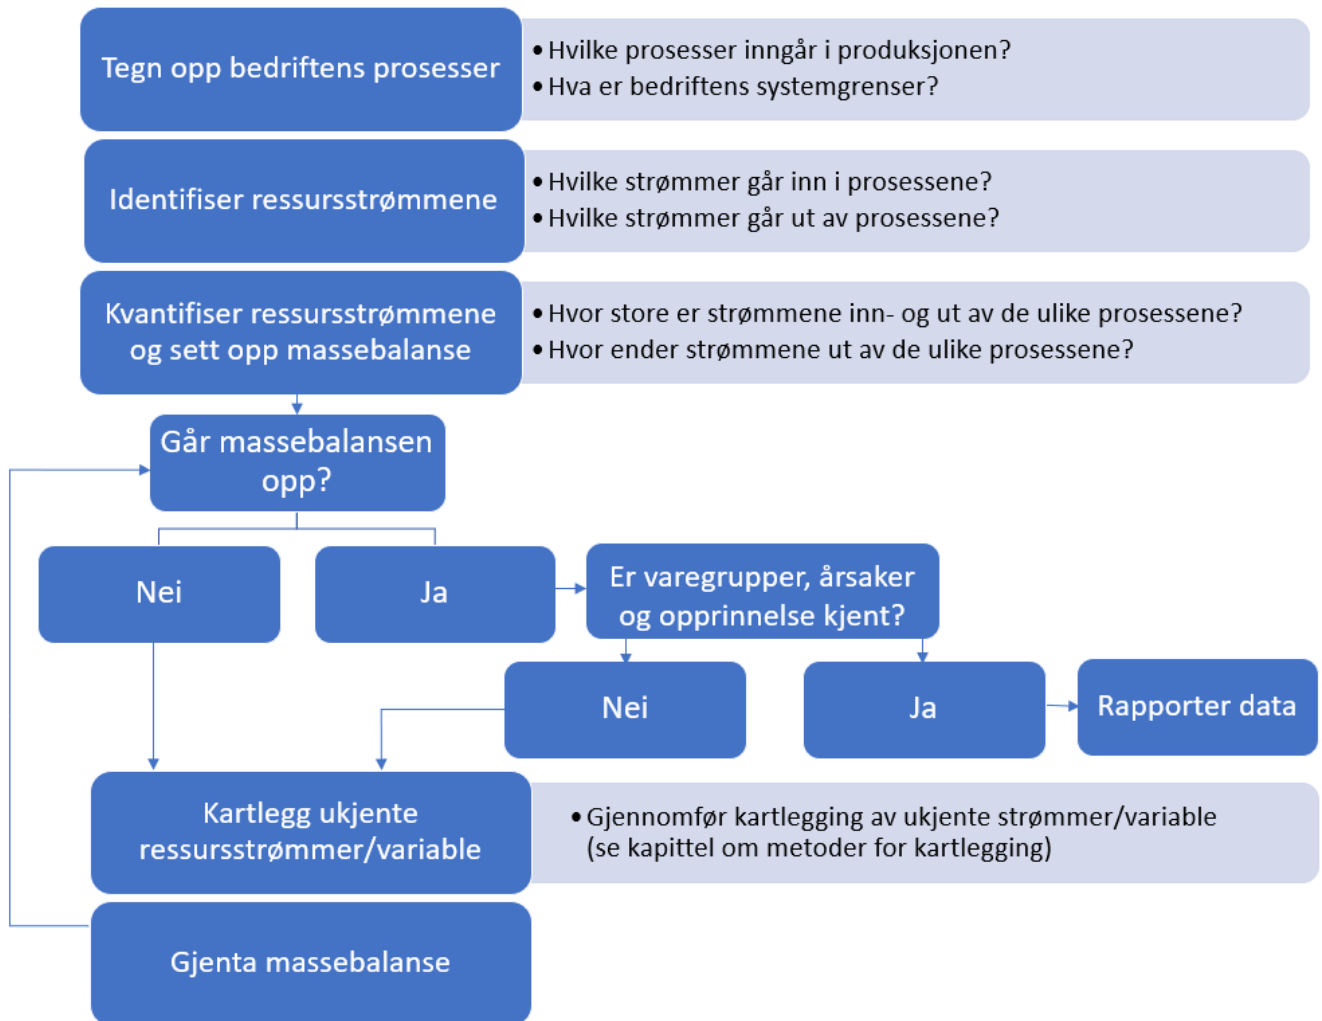 Tegn opp bedriftens prosesser
• Hvilke prosesser inngår i produksjonen?
• Hva er bedriftens systemgrenser?
Identifiser ressursstrømmene
• Hvilke strømmer går inn i prosessene?
• Hvilke strømmer går ut av prosessene?
Kvantifiser ressursstrømmene
og sett opp massebalanse
• Hvor store er strømmene inn- og ut av de ulike prosessene?
• Hvor ender strømmene ut av de ulike prosessene?
Går massebalansen
opp?
Nei
Ja
Er varegrupper, årsaker
og opprinnelse kjent?
Nei
Ja
Rapporter data
Kartlegg ukjente
ressursstrømmer/variable
• Gjennomfør kartlegging av ukjente strømmer/variable
(se kapittel om metoder for kartlegging)
Gjenta massebalanse